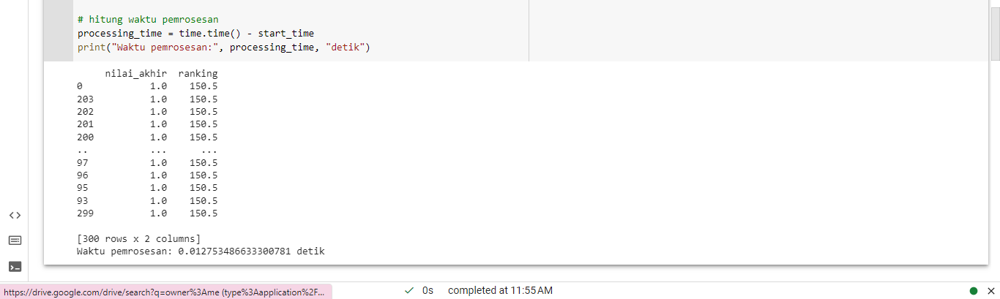 # hitung waktu pemrosesan
processing_time = time.time() - start_time
print("Waktu pemrosesan:", processing_time, "detik")
nilai_akhir ranking
0 1.0 150.5
203 1.0 150.5
202 1.0 150.5
201 1.0 150.5
200 1.0 150.5
.. ... ...
97 1.0 150.5
96 1.0 150.5
95 1.0 150.5
93 1.0 150.5
299 1.0 150.5
[300 rows x 2 columns]
Waktu pemrosesan: 0.012753486633300781 detik
https://drive.google.com/drive/search?q=owner%3Ame (type%3Aapplication%2F...
0s completed at 11:55 AM